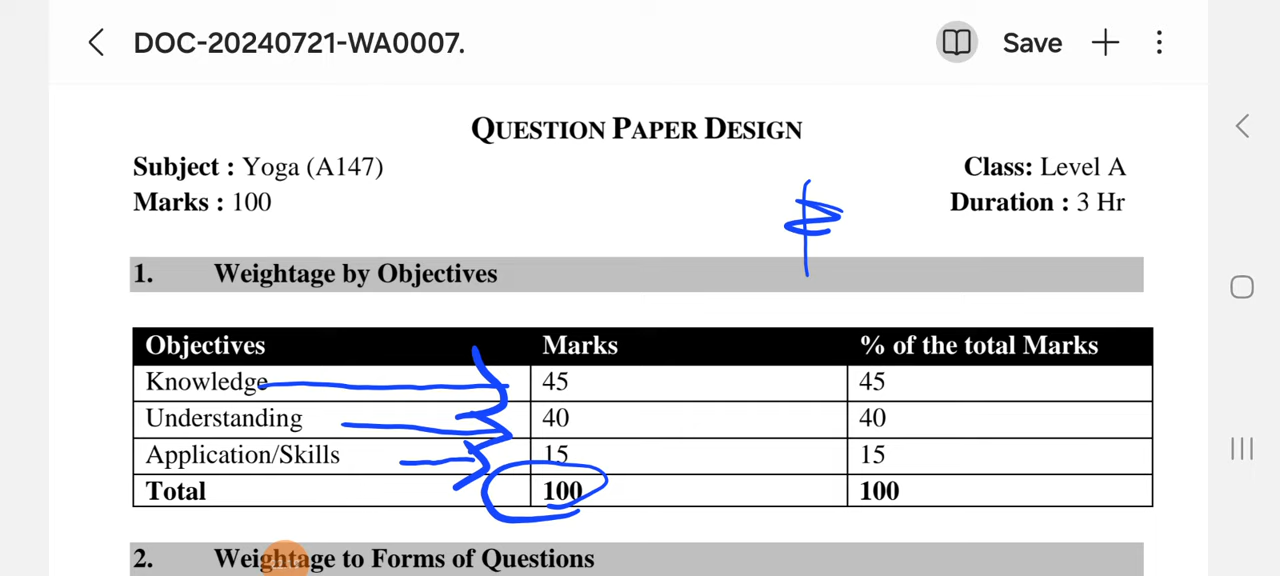 DOC-20240721-WA0007.
Save
QUESTION PAPER DESIGN
Subject : Yoga (A147) Class: Level A
Marks : 100 Duration : 3 Hr
1. Weightage by Objectives
Objectives Marks % of the total Marks
Knowledge 45 45
Understanding 40 40
Application/Skills 15 15
Total 100 100
2. Weightage to Forms of Questions